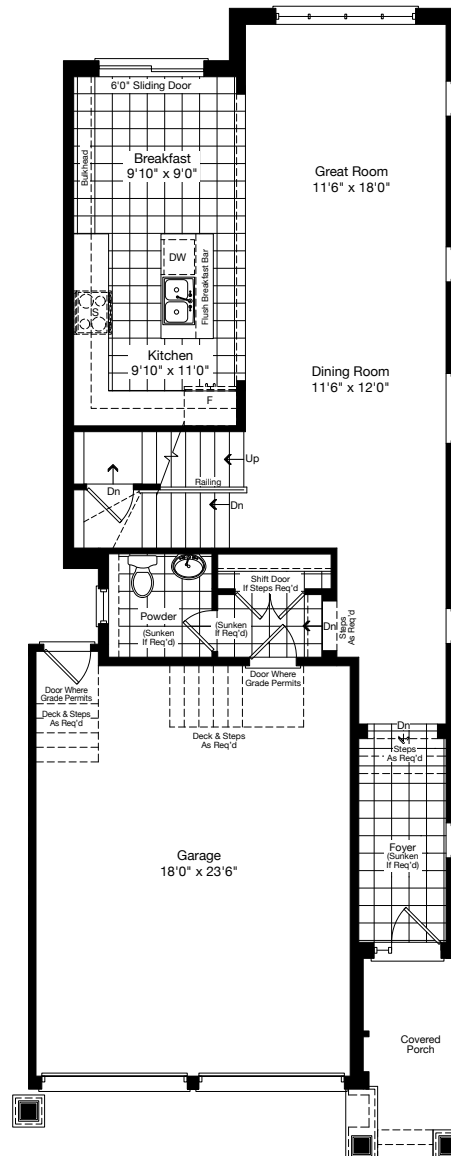 6'0" Sliding Door
Breakfast
9'10" x 9'0"
Bulkhead
Great Room
11'6" x 18'0"
DW
Flush Breakfast Bar
S
Kitchen
9'10" x 11'0"
Dining Room
11'6" x 12'0"
F
Up
Railing
Dn
Dn
Shift Door
If Steps Req'd
Powder
(Sunken
If Req'd)
(Sunken
If Req'd)
Dn
Steps
As Req'd
Door Where
Grade Permits
Deck & Steps
As Req'd
Door Where
Grade Permits
Deck & Steps
As Req'd
Dn
Steps
As Req'd
Foyer
(Sunken
If Req'd)
Garage
18'0" x 23'6"
Covered
Porch